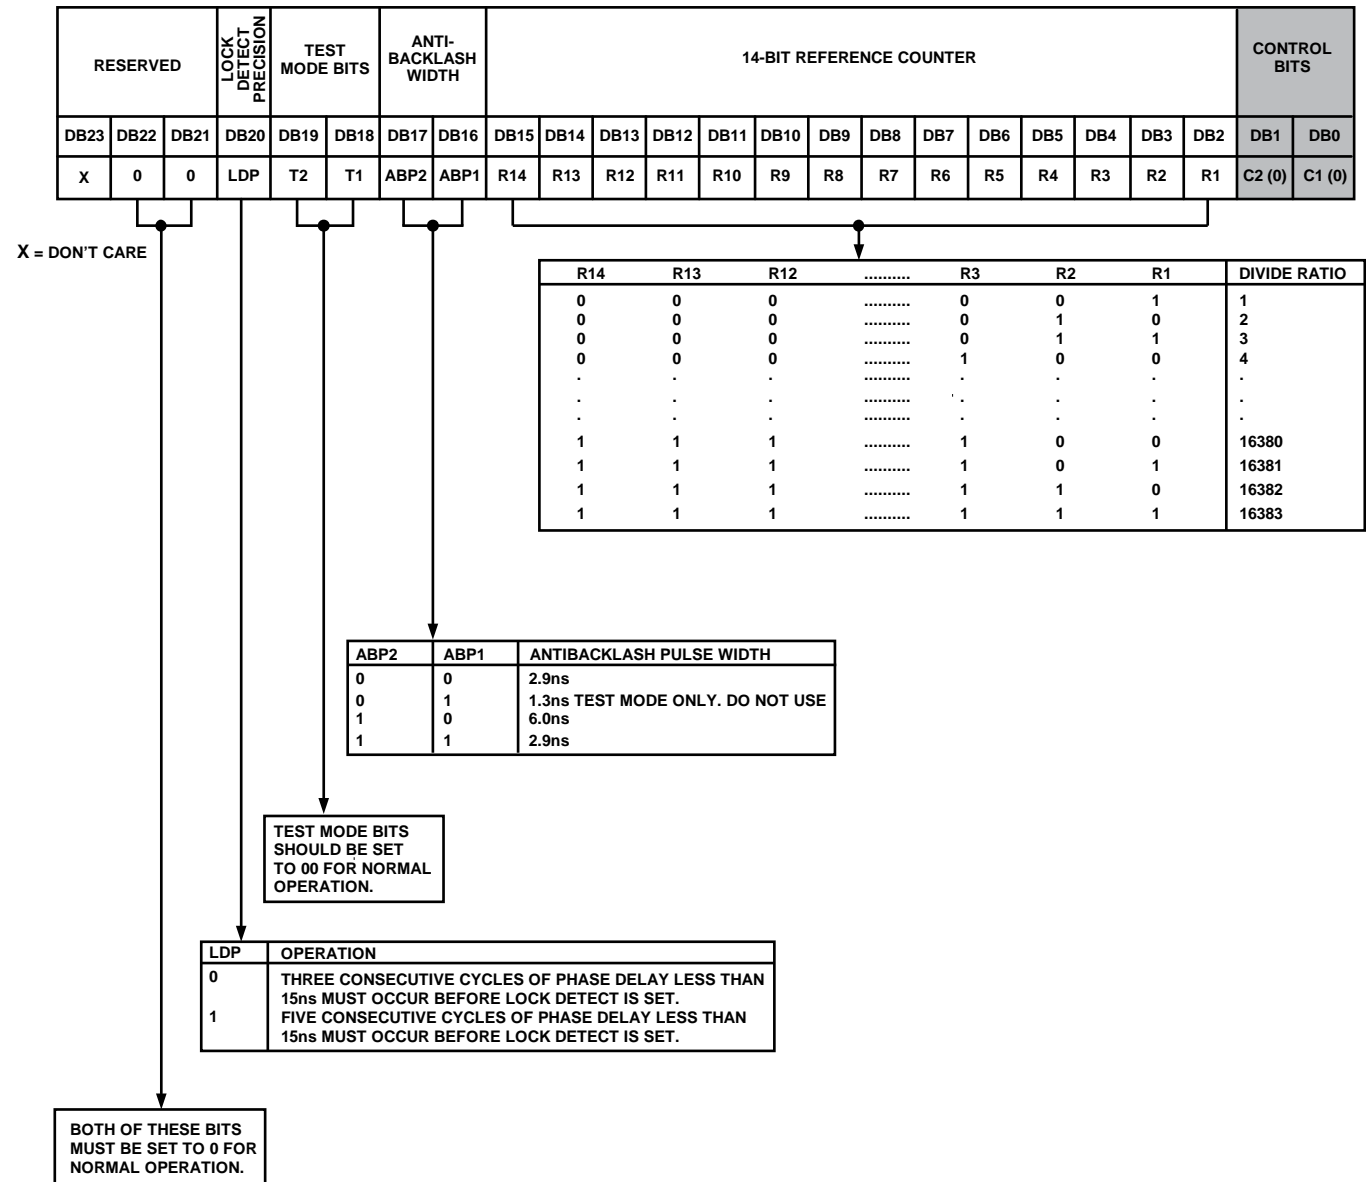 RESERVED
LOCK
DETECT
PRECISION
TEST
MODE BITS
ANTI-
BACKLASH
WIDTH
14-BIT REFERENCE COUNTER
CONTROL
BITS
DB23 DB22 DB21 DB20 DB19 DB18 DB17 DB16 DB15 DB14 DB13 DB12 DB11 DB10 DB9 DB8 DB7 DB6 DB5 DB4 DB3 DB2 DB1 DB0
X 0 0 LDP T2 T1 ABP2 ABP1 R14 R13 R12 R11 R10 R9 R8 R7 R6 R5 R4 R3 R2 R1 C2 (0) C1 (0)
X = DON'T CARE
R14 R13 R12 .......... R3 R2 R1 DIVIDE RATIO
0 0 0 .......... 0 0 1 1
0 0 0 .......... 0 1 0 2
0 0 0 .......... 0 1 1 3
0 0 0 .......... 1 0 0 4
. . . .......... . . . .
. . . .......... . . . .
. . . .......... . . . .
1 1 1 .......... 1 0 0 16380
1 1 1 .......... 1 0 1 16381
1 1 1 .......... 1 1 0 16382
1 1 1 .......... 1 1 1 16383
ABP2 ABP1 ANTIBACKLASH PULSE WIDTH
0 0 2.9ns
0 1 1.3ns TEST MODE ONLY. DO NOT USE
1 0 6.0ns
1 1 2.9ns
TEST MODE BITS
SHOULD BE SET
TO 00 FOR NORMAL
OPERATION.
LDP OPERATION
0 THREE CONSECUTIVE CYCLES OF PHASE DELAY LESS THAN
15ns MUST OCCUR BEFORE LOCK DETECT IS SET.
1 FIVE CONSECUTIVE CYCLES OF PHASE DELAY LESS THAN
15ns MUST OCCUR BEFORE LOCK DETECT IS SET.
BOTH OF THESE BITS
MUST BE SET TO 0 FOR
NORMAL OPERATION.